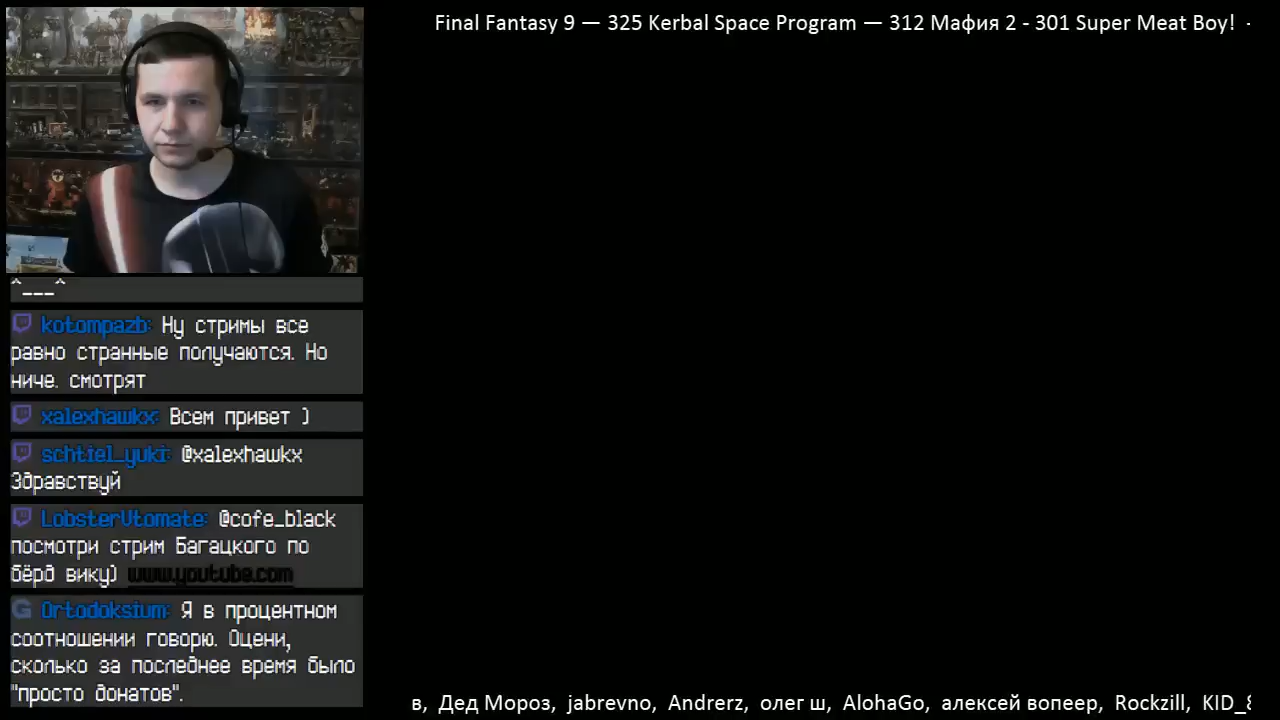 Final Fantasy 9 — 325 Kerbal Space Program — 312 Мафия 2 - 301 Super Meat Boy! -
^___^
kotompazb: Ну стримы все
равно странные получаются. Но
ниче. смотрят
xalexhawkx: Всем привет )
schtiel_yuki: @xalexhawkx
Здравствуй
LobsterUtomate: @cofe_black
посмотри стрим Багацкого по
бёрд вику) www.youtube.com
Ortodoksium: Я в процентном
соотношении говорю. Оцени,
сколько за последнее время было
"просто донатов".
в, Дед Мороз, jabrevno, Andrerz, олег ш, AlohaGo, алексей вопеер, Rockzill, KID_8